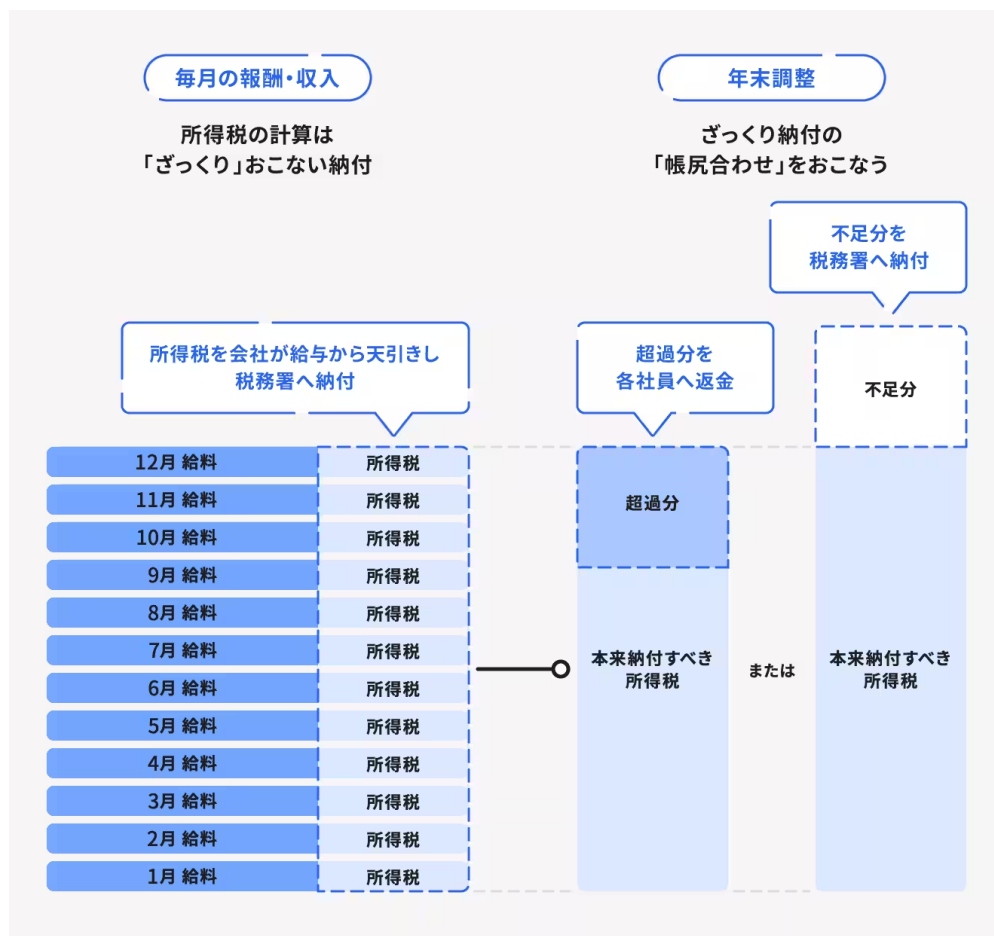 毎月の報酬・収入
所得税の計算は
「ざっくり」おこない納付
年末調整
ざっくり納付の
「帳尻合わせ」をおこなう
不足分を
税務署へ納付
所得税を会社が給与から天引きし
税務署へ納付
超過分を
各社員へ返金
不足分
12月 給料 所得税
11月 給料 所得税
10月 給料 所得税
9月 給料 所得税
8月 給料 所得税
7月 給料 所得税
6月 給料 所得税
5月 給料 所得税
4月 給料 所得税
3月 給料 所得税
2月 給料 所得税
1月 給料 所得税
超過分
本来納付すべき
所得税
または
本来納付すべき
所得税